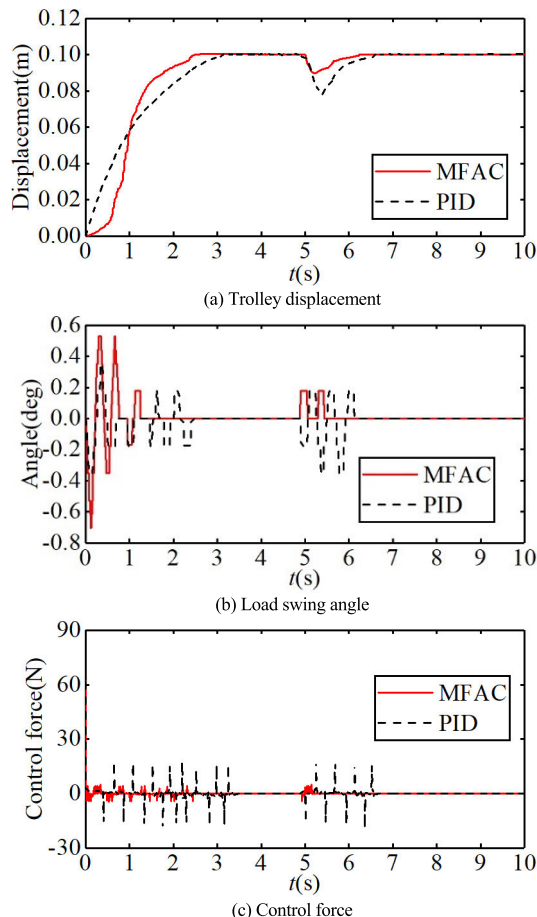 0.12
0.10
0.08
0.06
0.04
0.02
0.00
Displacement(m)
MFAC
PID
0 1 2 3 4 5 6 7 8 9 10
t(s)
(a) Trolley displacement
0.6
0.4
0.2
0.0
-0.2
-0.4
-0.6
-0.8
Angle(deg)
MFAC
PID
0 1 2 3 4 5 6 7 8 9 10
t(s)
(b) Load swing angle
90
60
30
0
-30
Control force(N)
MFAC
PID
0 1 2 3 4 5 6 7 8 9 10
t(s)
(c) Control force